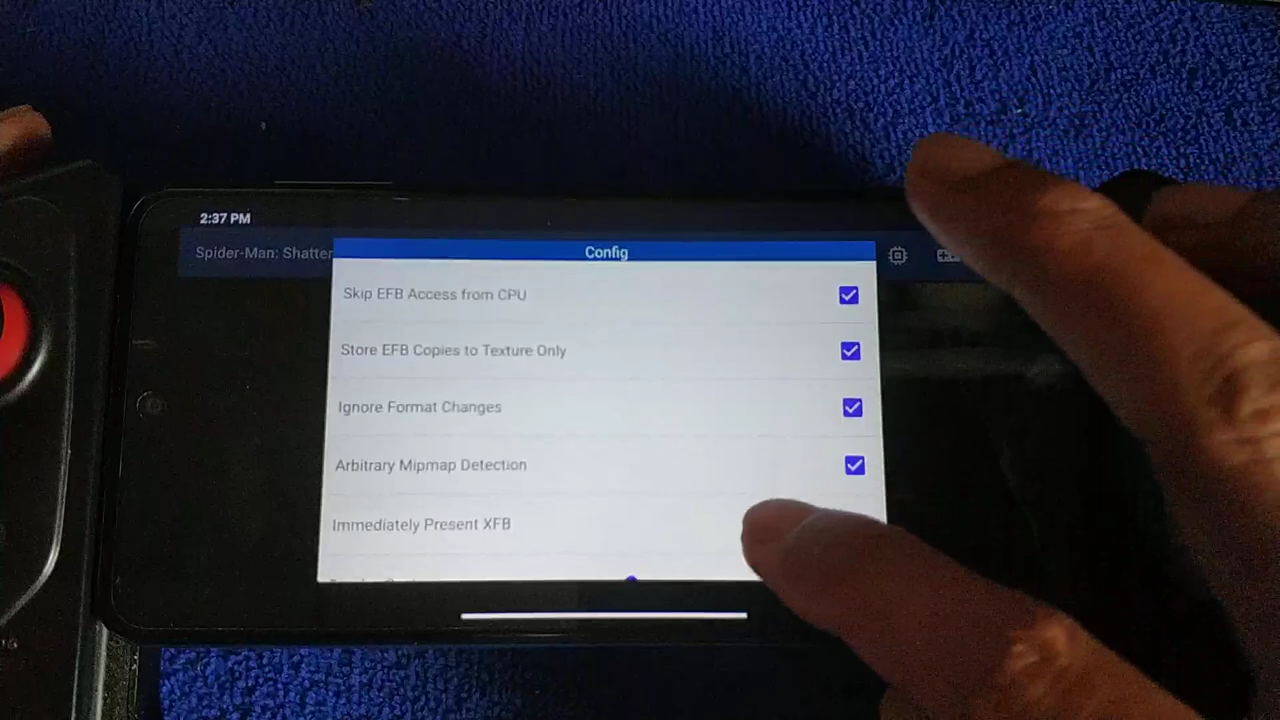 2:37 PM
Spider-Man: Shatter
Config
Skip EFB Access from CPU
Store EFB Copies to Texture Only
Ignore Format Changes
Arbitrary Mipmap Detection
Immediately Present XFB